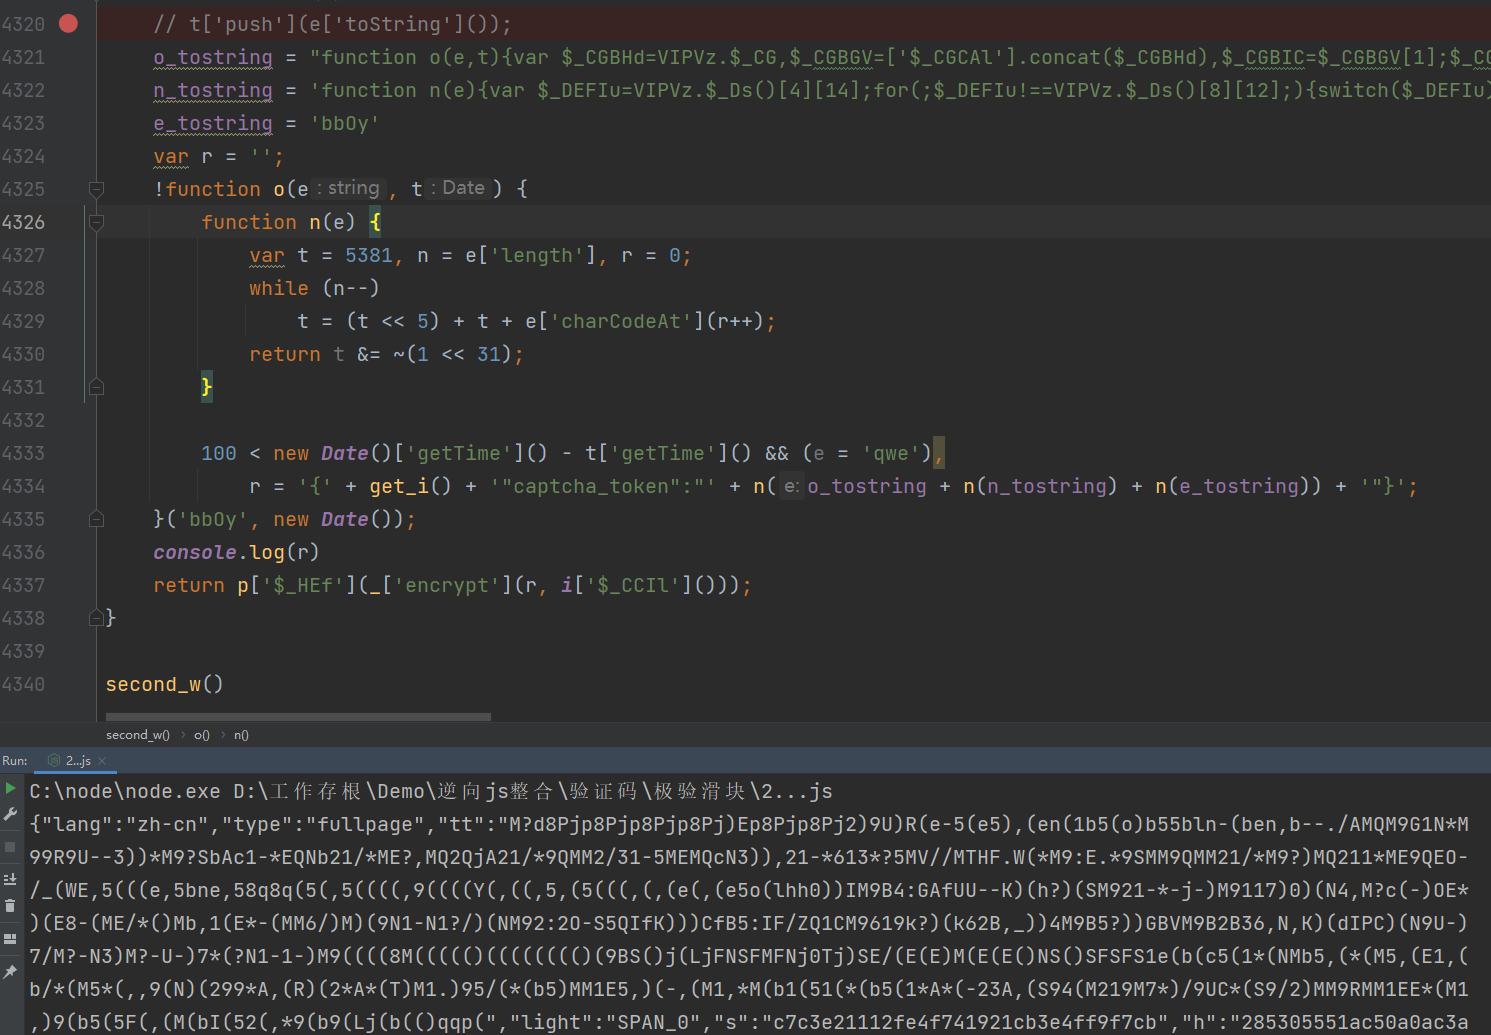 4320 // t['push'](e['toString']());
4321 o_tostring = "function o(e,t){var $_CGBHd=VIPVz.$_CG,$_CGBGV=['$_CGCAl'].concat($_CGBHd),$_CGBIC=$_CGBGV[1];$_CG
4322 n_tostring = 'function n(e){var $_DEFIu=VIPVz.$_Ds()[4][14];for(;$_DEFIu!==VIPVz.$_Ds()[8][12];){switch($_DEFIu)
4323 e_tostring = 'bbOy'
4324 var r = '';
4325 !function o(e : string , t : Date ) {
4326 function n(e) {
4327 var t = 5381, n = e['length'], r = 0;
4328 while (n--)
4329 t = (t << 5) + t + e['charCodeAt'](r++);
4330 return t &= ~(1 << 31);
4331 }
4332
4333 100 < new Date()['getTime']() - t['getTime']() && (e = 'qwe'),
4334 r = '{' + get_i() + '"captcha_token":"' + n( e: o_tostring + n(n_tostring) + n(e_tostring)) + '"}';
4335 }('bbOy', new Date());
4336 console.log(r)
4337 return p['$_HEf'](_['encrypt'](r, i['$_CCIl']()));
4338 }
4339
4340 second_w()
second_w() › o() › n()
Run: 2...js ×
C:\node\node.exe D:\工作存根\Demo\逆向js整合\验证码\极验滑块\2...js
{"lang":"zh-cn","type":"fullpage","tt":"M?d8Pjp8Pjp8Pjp8Pj)Ep8Pjp8Pj2)9U)R(e-5(e5),(en(1b5(o)b55bln-(ben,b--./AMQM9G1N*M
99R9U--3))*M9?SbAc1-*EQNb21/*ME?,MQ2QjA21/*9QMM2/31-5MEMQcN3)),21-*613*?5MV//MTHF.W(*M9:E.*9SMM9QMM21/*M9?)MQ211*ME9QEO-
/_(WE,5(((e,5bne,58q8q(5(,5((((,9((((Y(,((,5,(5(((,(,(e(,(e5o(lhh0))IM9B4:GAfUU--K)(h?)(SM921-*-j-)M9117)0)(N4,M?c(-)OE*
)(E8-(ME/*()Mb,1(E*-(MM6/)M)(9N1-N1?/)(NM92:2O-S5QIfK)))CfB5:IF/ZQ1CM9619k?)(k62B,_))4M9B5?))GBVM9B2B36,N,K)(dIPC)(N9U-)
7/M?-N3)M?-U-)7*(?N1-1-)M9((((8M((((()(((((((()(9BS()j(LjFNSFMFNj0Tj)SE/(E(E)M(E(E()NS()SFSFS1e(b(c5(1*(NMb5,(*(M5,(E1,(
b/*(M5*(,,9(N)(299*A,(R)(2*A*(T)M1.)95/(*(b5)MM1E5,)(-,(M1,*M(b1(51(*(b5(1*A*(-23A,(S94(M219M7*)/9UC*(S9/2)MM9RMM1EE*(M1
,)9(b5(5F(,(M(bI(52(,*9(b9(Lj(b(()qqp(","light":"SPAN_0","s":"c7c3e21112fe4f741921cb3e4ff9f7cb","h":"285305551ac50a0ac3a